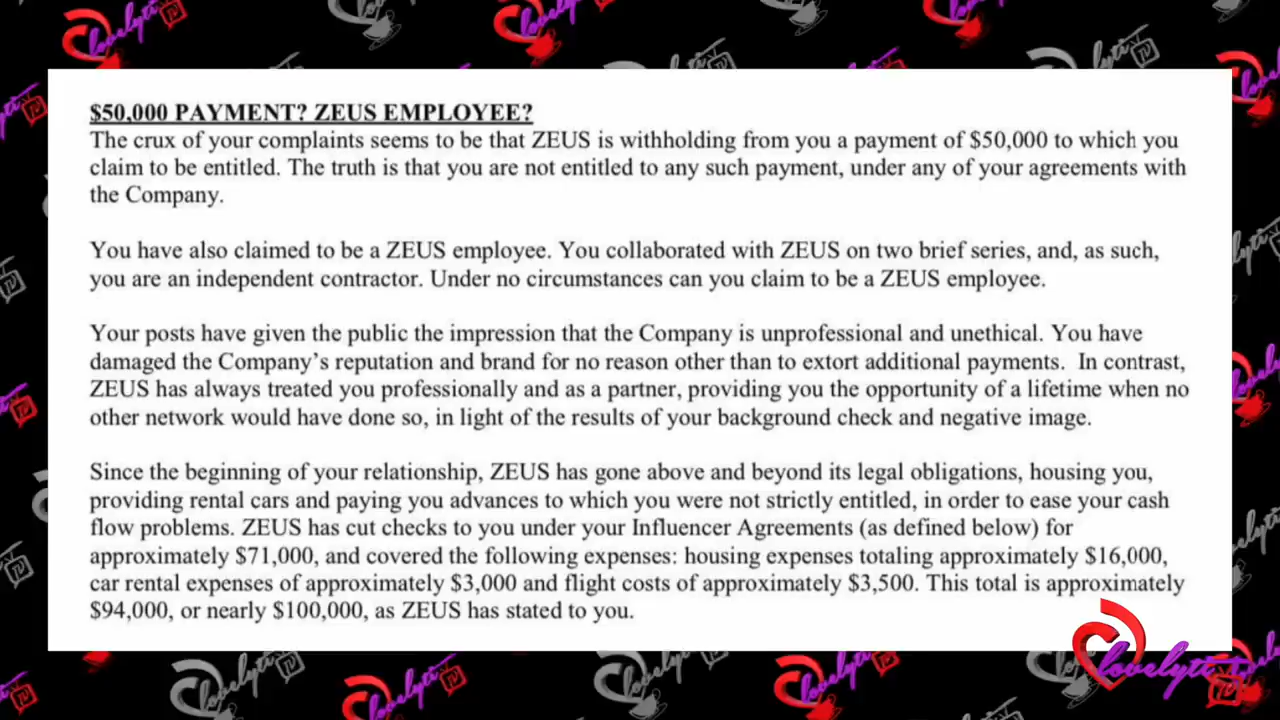 $50,000 PAYMENT? ZEUS EMPLOYEE?
The crux of your complaints seems to be that ZEUS is withholding from you a payment of $50,000 to which you
claim to be entitled. The truth is that you are not entitled to any such payment, under any of your agreements with
the Company.
You have also claimed to be a ZEUS employee. You collaborated with ZEUS on two brief series, and, as such,
you are an independent contractor. Under no circumstances can you claim to be a ZEUS employee.
Your posts have given the public the impression that the Company is unprofessional and unethical. You have
damaged the Company's reputation and brand for no reason other than to extort additional payments.  In contrast,
ZEUS has always treated you professionally and as a partner, providing you the opportunity of a lifetime when no
other network would have done so, in light of the results of your background check and negative image.
Since the beginning of your relationship, ZEUS has gone above and beyond its legal obligations, housing you,
providing rental cars and paying you advances to which you were not strictly entitled, in order to ease your cash
flow problems. ZEUS has cut checks to you under your Influencer Agreements (as defined below) for
approximately $71,000, and covered the following expenses: housing expenses totaling approximately $16,000,
car rental expenses of approximately $3,000 and flight costs of approximately $3,500. This total is approximately
$94,000, or nearly $100,000, as ZEUS has stated to you.
lovelyti